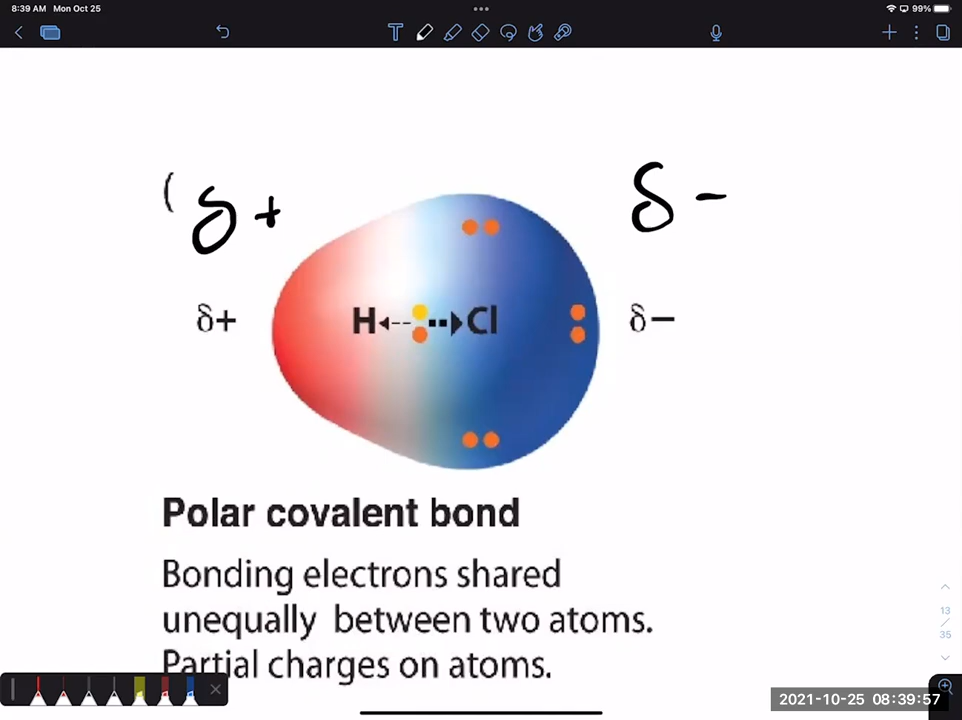 8:39 AM Mon Oct 25
99%
T
( δ+ δ−
δ+ H Cl δ−
Polar covalent bond
Bonding electrons shared
unequally between two atoms.
Partial charges on atoms.
13
/
35
2021-10-25 08:39:57